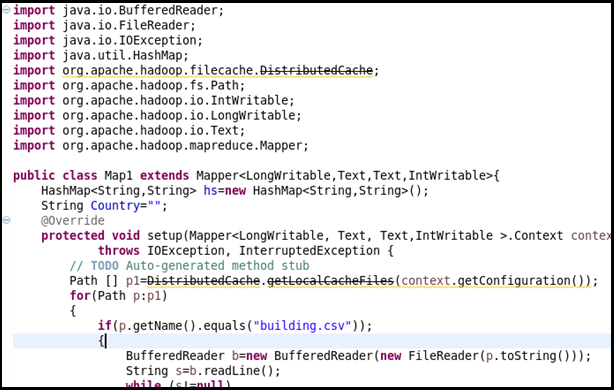 import java.io.BufferedReader;
import java.io.FileReader;
import java.io.IOException;
import java.util.HashMap;
import org.apache.hadoop.filecache.DistributedCache;
import org.apache.hadoop.fs.Path;
import org.apache.hadoop.io.IntWritable;
import org.apache.hadoop.io.LongWritable;
import org.apache.hadoop.io.Text;
import org.apache.hadoop.mapreduce.Mapper;
public class Map1 extends Mapper<LongWritable,Text,Text,IntWritable>{
HashMap<String,String> hs=new HashMap<String,String>();
String Country="";
@Override
protected void setup(Mapper<LongWritable, Text, Text,IntWritable >.Context contex
throws IOException, InterruptedException {
// TODO Auto-generated method stub
Path [] p1=DistributedCache.getLocalCacheFiles(context.getConfiguration());
for(Path p:p1)
{
if(p.getName().equals("building.csv"));
{
BufferedReader b=new BufferedReader(new FileReader(p.toString()));
String s=b.readLine();
while (s!=null)